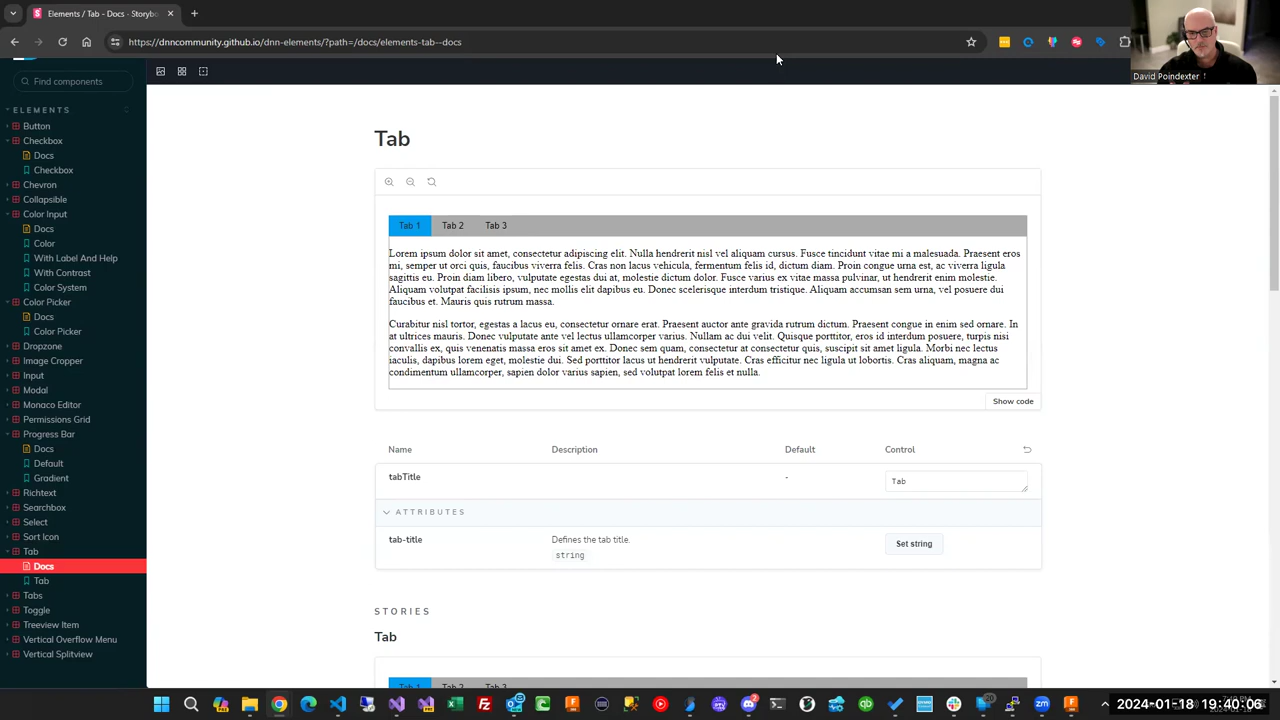 Elements / Tab - Docs · Storybo
https://dnncommunity.github.io/dnn-elements/?path=/docs/elements-tab--docs
David Poindexter
Find components
ELEMENTS
Button
Checkbox
Docs
Checkbox
Chevron
Collapsible
Color Input
Docs
Color
With Label And Help
With Contrast
Color System
Color Picker
Docs
Color Picker
Dropzone
Image Cropper
Input
Modal
Monaco Editor
Permissions Grid
Progress Bar
Docs
Default
Gradient
Richtext
Searchbox
Select
Sort Icon
Tab
Docs
Tab
Tabs
Toggle
Treeview Item
Vertical Overflow Menu
Vertical Splitview
Tab
Tab 1 Tab 2 Tab 3
Lorem ipsum dolor sit amet, consectetur adipiscing elit. Nulla hendrerit nisl vel aliquam cursus. Fusce tincidunt vitae mi a malesuada. Praesent eros
mi, semper ut orci quis, faucibus viverra felis. Cras non lacus vehicula, fermentum felis id, dictum diam. Proin congue urna est, ac viverra ligula
sagittis eu. Proin diam libero, vulputate egestas dui at, molestie dictum dolor. Fusce varius ex vitae massa pulvinar, ut hendrerit enim molestie.
Aliquam volutpat facilisis ipsum, nec mollis elit dapibus eu. Donec scelerisque interdum tristique. Aliquam accumsan sem urna, vel posuere dui
faucibus et. Mauris quis rutrum massa.
Curabitur nisl tortor, egestas a lacus eu, consectetur ornare erat. Praesent auctor ante gravida rutrum dictum. Praesent congue in enim sed ornare. In
at ultrices mauris. Donec vulputate ante vel lectus ullamcorper varius. Nullam ac dui velit. Quisque porttitor, eros id interdum posuere, turpis nisi
convallis ex, quis venenatis massa eros et ex. Donec sem quam, consectetur at consectetur quis, suscipit sit amet ligula. Morbi nec lectus
iaculis, dapibus lorem eget, molestie dui. Sed porttitor lacus ut hendrerit vulputate. Cras efficitur nec ligula ut lobortis. Cras aliquam, magna ac
condimentum ullamcorper, sapien dolor varius sapien, sed volutpat lorem felis et nulla.
Show code
Name Description Default Control
tabTitle - Tab
ATTRIBUTES
tab-title Defines the tab title. Set string
string
STORIES
Tab
Tab 1 Tab 2 Tab 3
2024-01-18 19:40:06